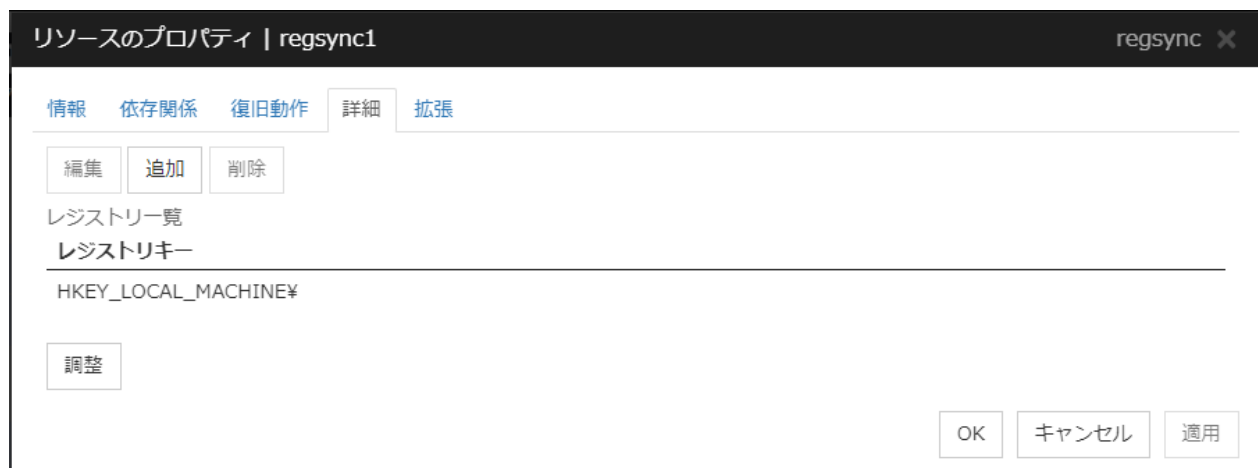 リソースのプロパティ | regsync1 regsync ×
情報 依存関係 復旧動作 詳細 拡張
編集 追加 削除
レジストリ一覧
レジストリキー
HKEY_LOCAL_MACHINE¥
調整
OK キャンセル 適用